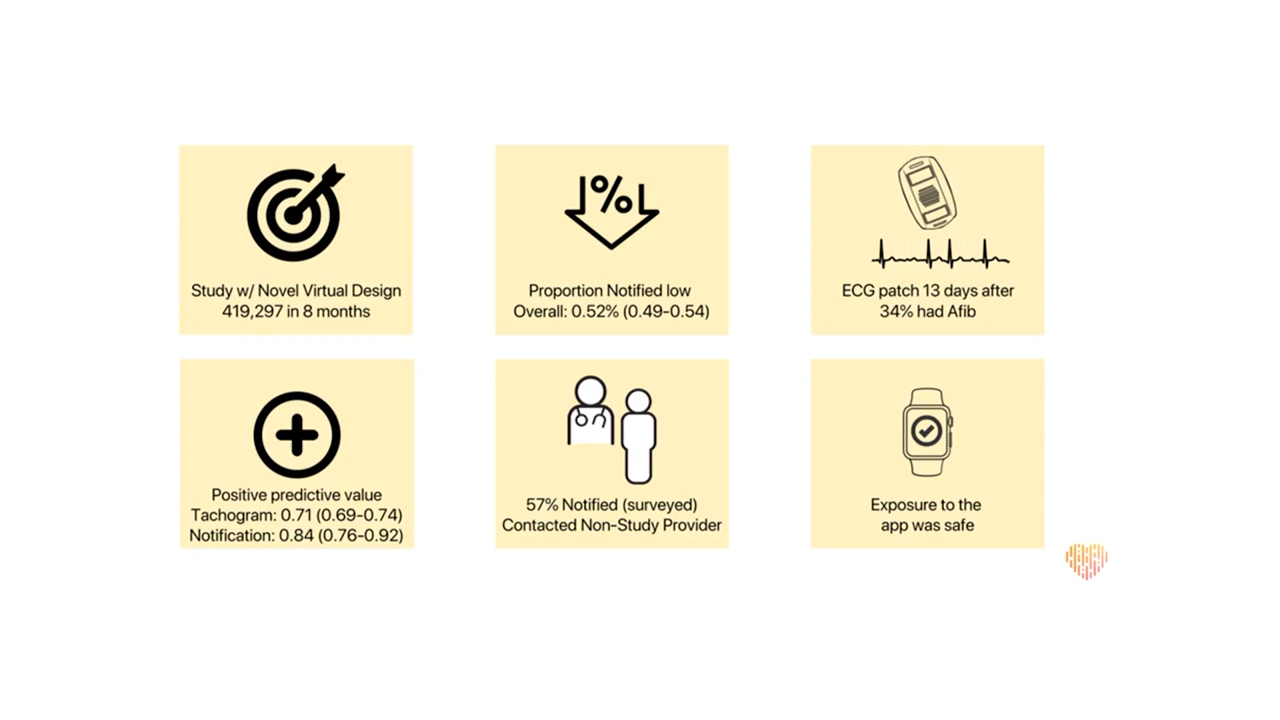 Study w/ Novel Virtual Design
419,297 in 8 months
%
Proportion Notified low
Overall: 0.52% (0.49-0.54)
ECG patch 13 days after
34% had Afib
Positive predictive value
Tachogram: 0.71 (0.69-0.74)
Notification: 0.84 (0.76-0.92)
57% Notified (surveyed)
Contacted Non-Study Provider
Exposure to the
app was safe